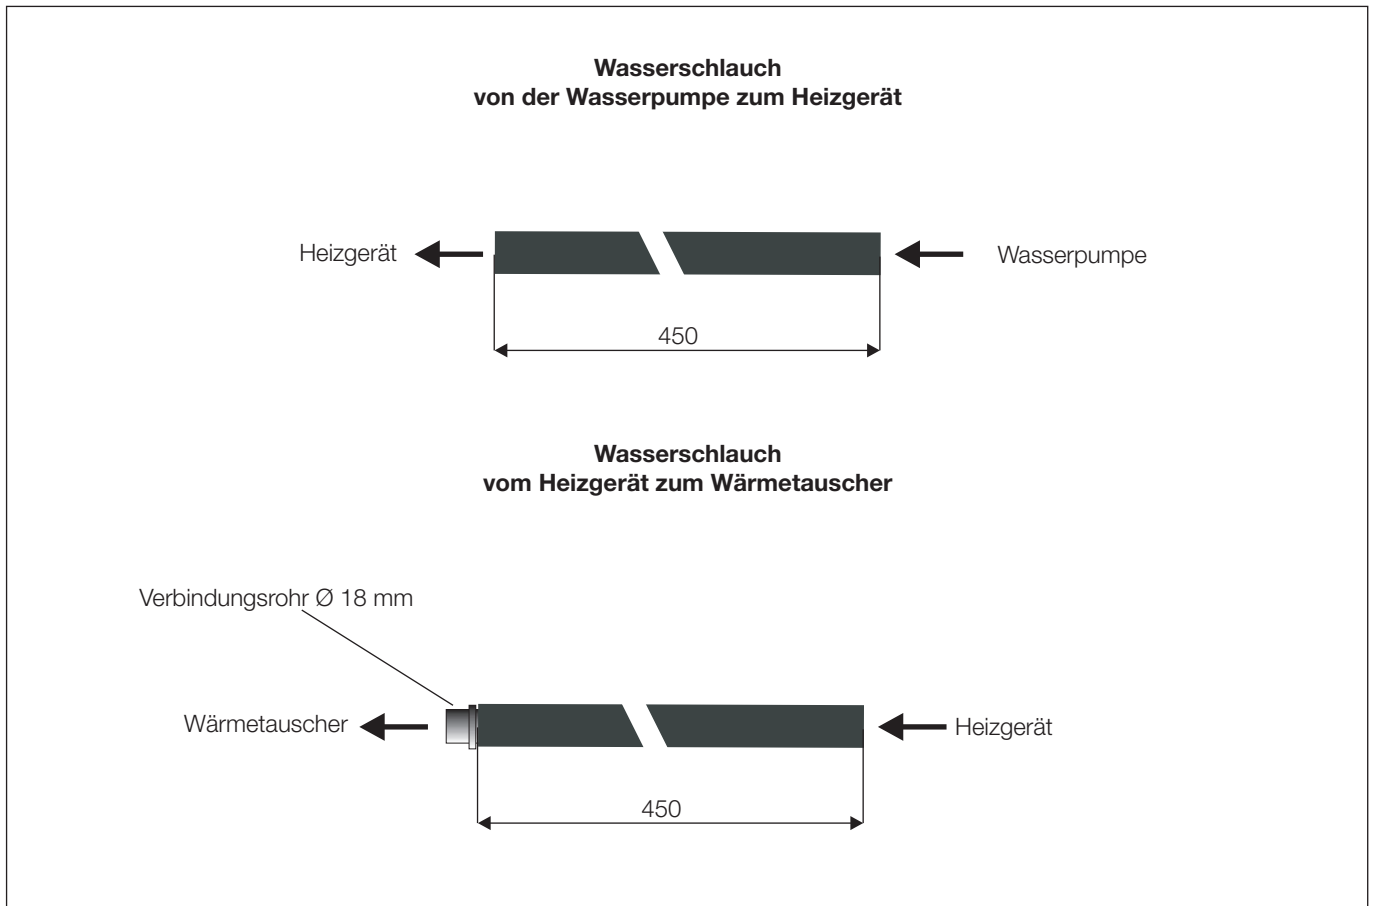 Wasserschlauch
von der Wasserpumpe zum Heizgerät
Heizgerät
Wasserpumpe
450
Wasserschlauch
vom Heizgerät zum Wärmetauscher
Verbindungsrohr Ø 18 mm
Wärmetauscher
Heizgerät
450